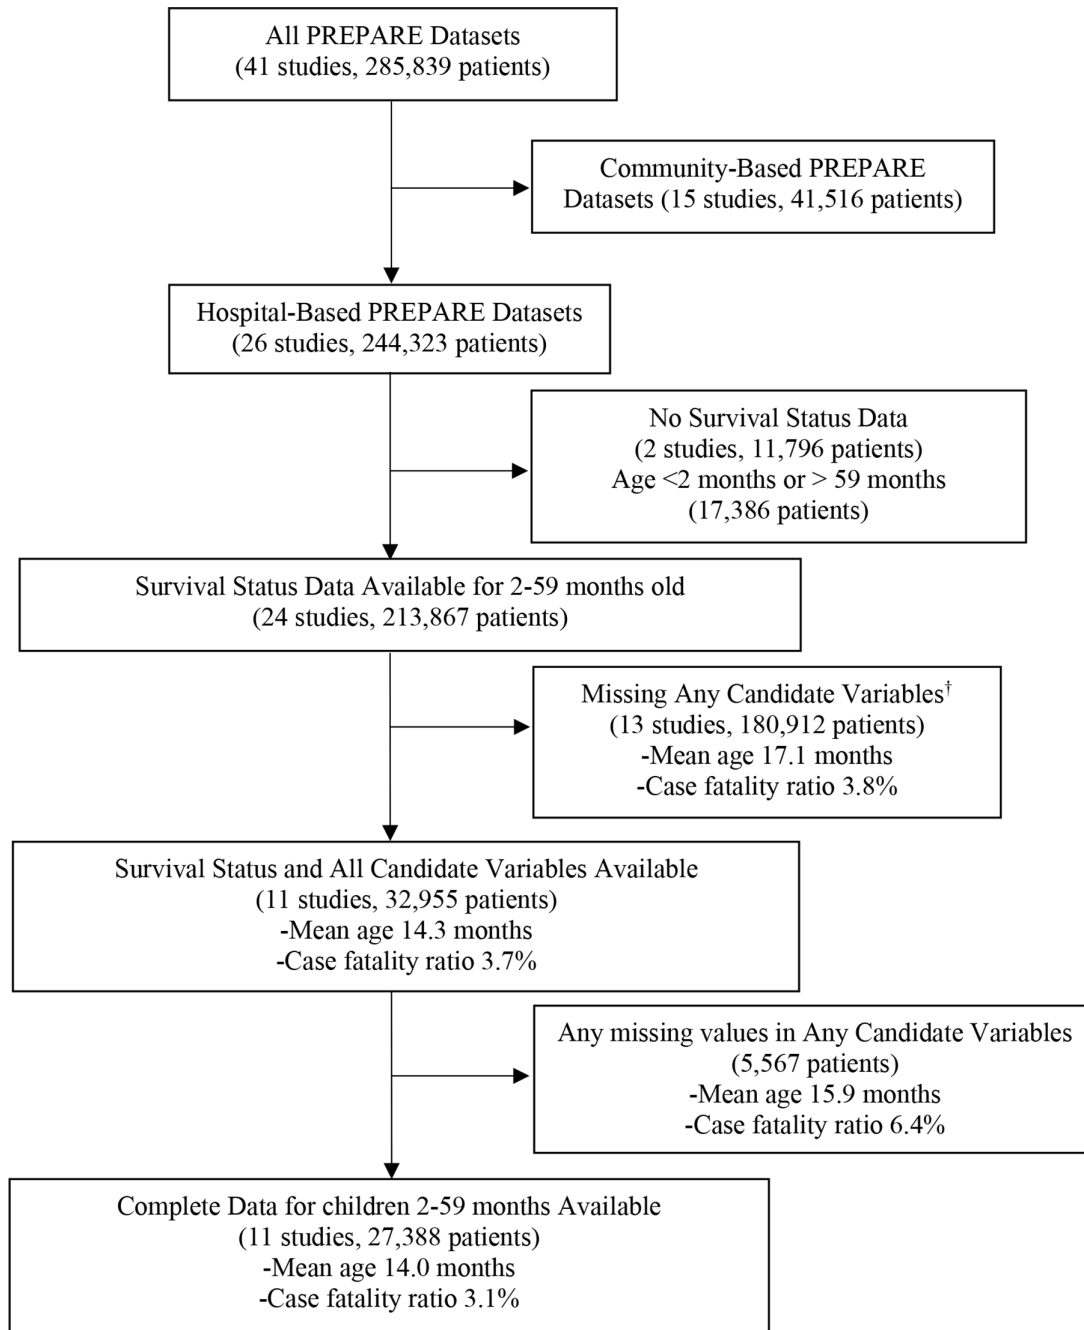 All PREPARE Datasets
(41 studies, 285,839 patients)
Community-Based PREPARE
Datasets (15 studies, 41,516 patients)
Hospital-Based PREPARE Datasets
(26 studies, 244,323 patients)
No Survival Status Data
(2 studies, 11,796 patients)
Age <2 months or > 59 months
(17,386 patients)
Survival Status Data Available for 2-59 months old
(24 studies, 213,867 patients)
Missing Any Candidate Variables†
(13 studies, 180,912 patients)
-Mean age 17.1 months
-Case fatality ratio 3.8%
Survival Status and All Candidate Variables Available
(11 studies, 32,955 patients)
-Mean age 14.3 months
-Case fatality ratio 3.7%
Any missing values in Any Candidate Variables
(5,567 patients)
-Mean age 15.9 months
-Case fatality ratio 6.4%
Complete Data for children 2-59 months Available
(11 studies, 27,388 patients)
-Mean age 14.0 months
-Case fatality ratio 3.1%